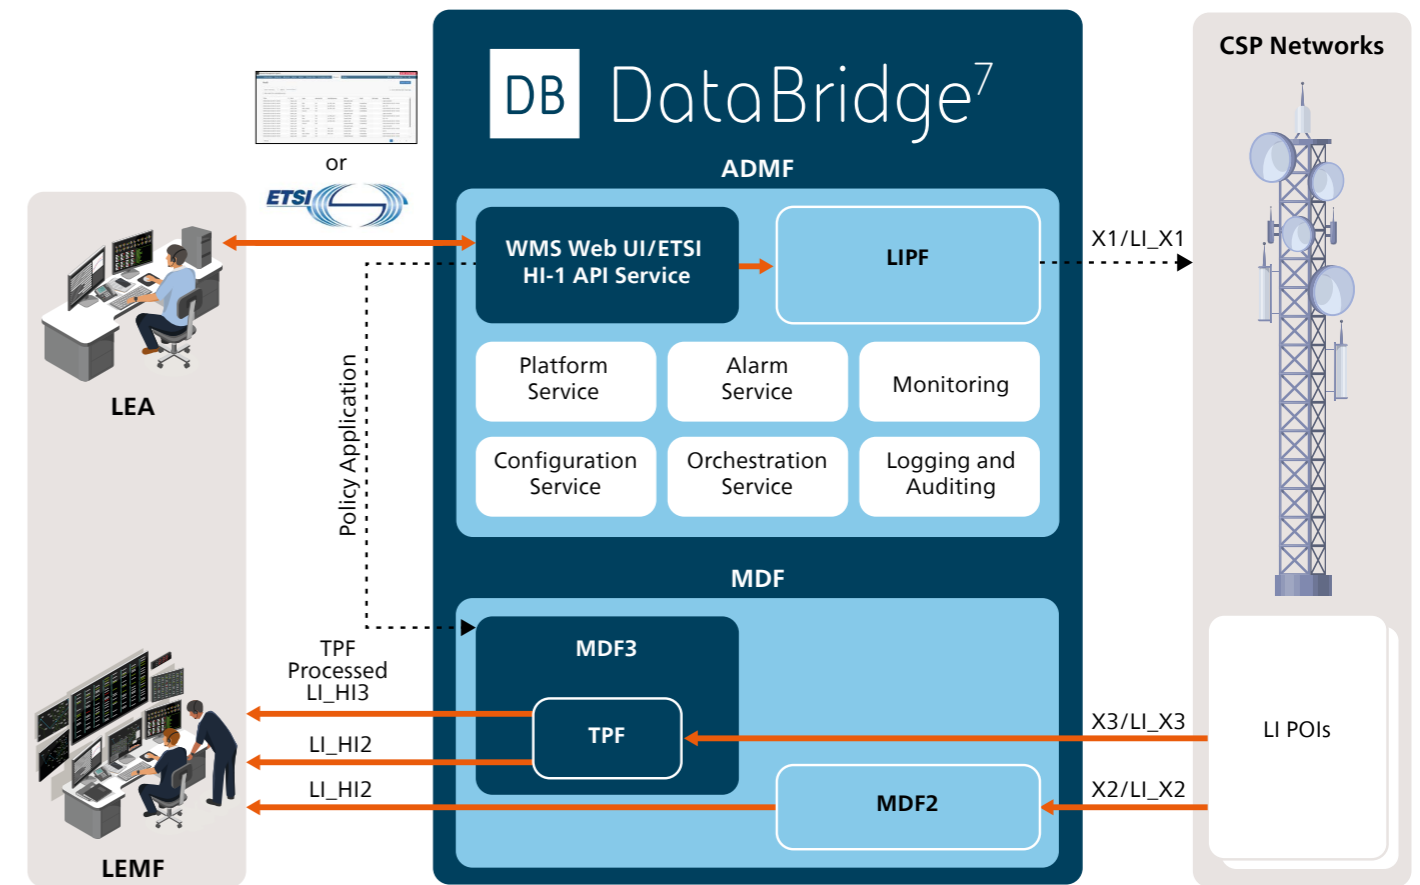 CSP Networks
DB DataBridge7
or
ETSI
ADMF
WMS Web UI/ETSI
HI-1 API Service
LIPF
X1/LI_X1
Platform
Service
Alarm
Service
Monitoring
Configuration
Service
Orchestration
Service
Logging and
Auditing
LEA
Policy Application
MDF
MDF3
TPF
TPF
Processed
LI_HI3
LI_HI2
LI_HI2
X3/LI_X3
X2/LI_X2
MDF2
LI POIs
LEMF